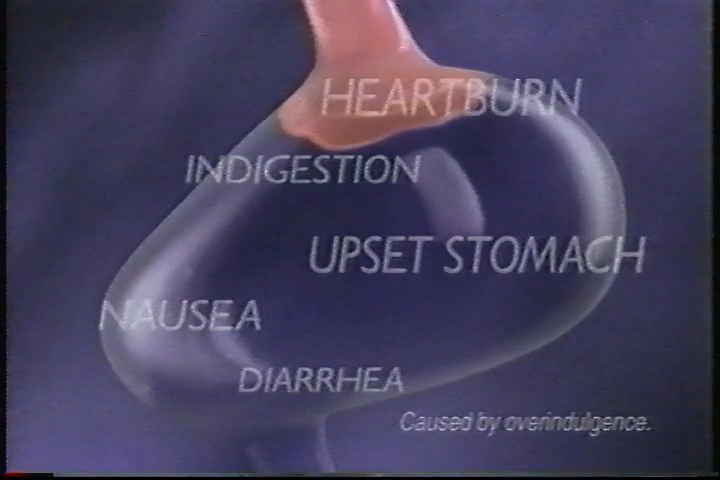 HEARTBURN
INDIGESTION
UPSET STOMACH
NAUSEA
DIARRHEA
Caused by overindulgence.